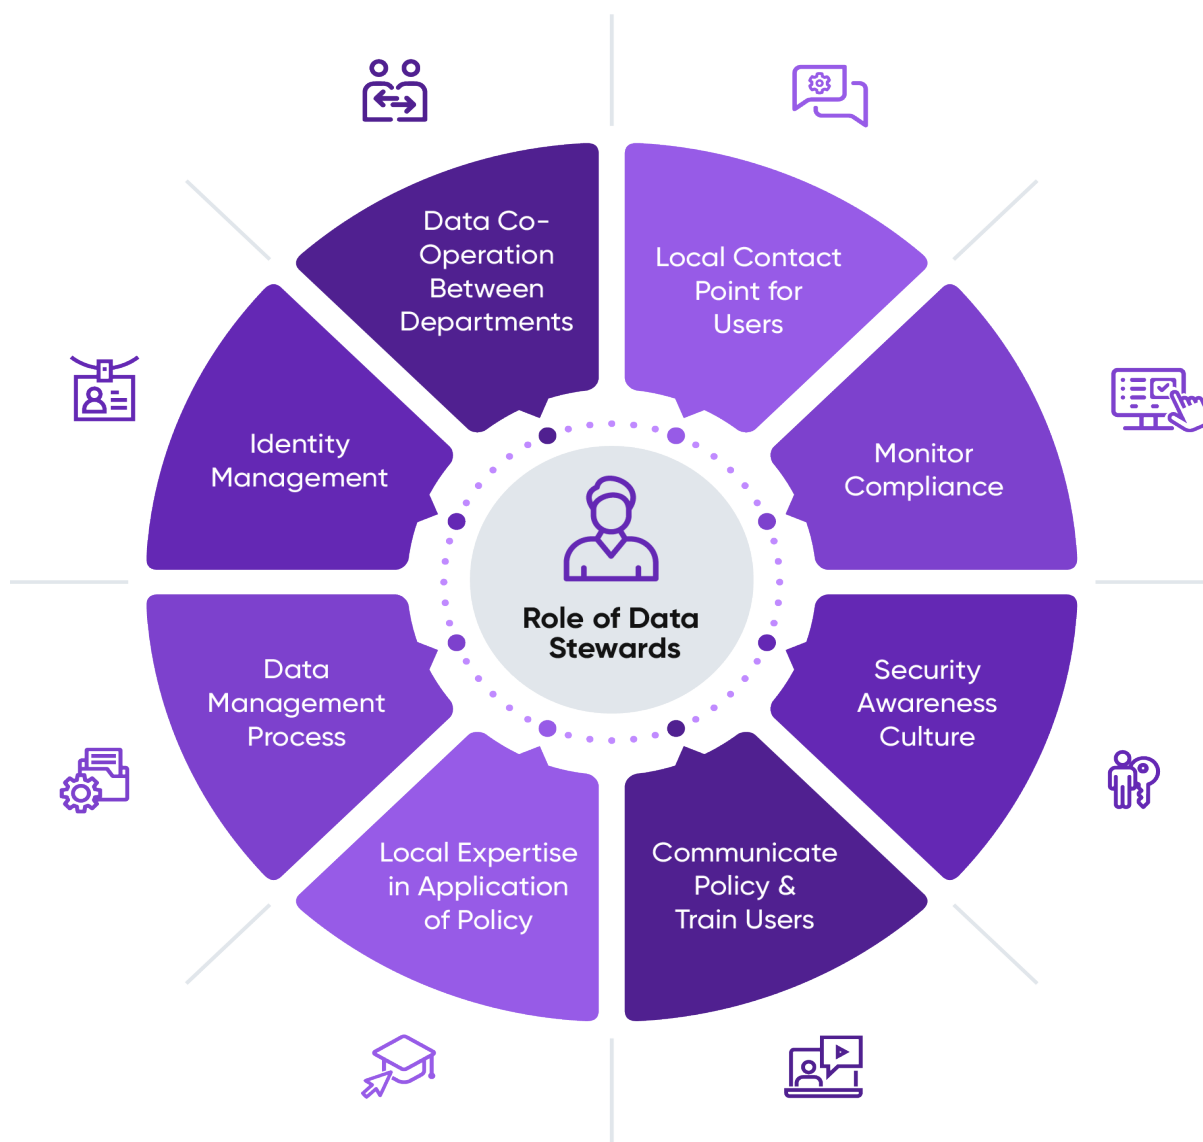 Data Co-
Operation
Between
Departments
Local Contact
Point for
Users
Identity
Management
Monitor
Compliance
Role of Data
Stewards
Data
Management
Process
Security
Awareness
Culture
Local Expertise
in Application
of Policy
Communicate
Policy &
Train Users